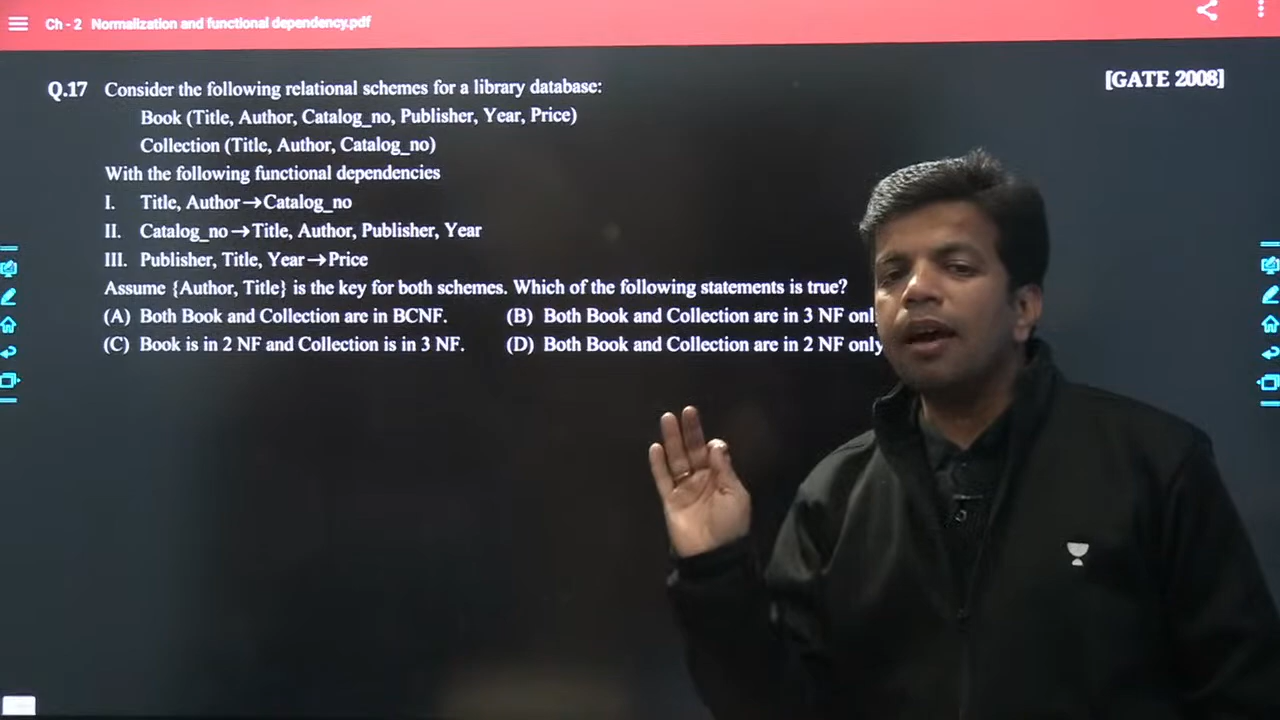 Ch - 2 Normalization and functional dependency.pdf
Q.17 Consider the following relational schemes for a library database: [GATE 2008]
Book (Title, Author, Catalog_no, Publisher, Year, Price)
Collection (Title, Author, Catalog_no)
With the following functional dependencies
I. Title, Author→Catalog_no
II. Catalog_no→Title, Author, Publisher, Year
III. Publisher, Title, Year→Price
Assume {Author, Title} is the key for both schemes. Which of the following statements is true?
(A) Both Book and Collection are in BCNF. (B) Both Book and Collection are in 3 NF onl
(C) Book is in 2 NF and Collection is in 3 NF. (D) Both Book and Collection are in 2 NF only